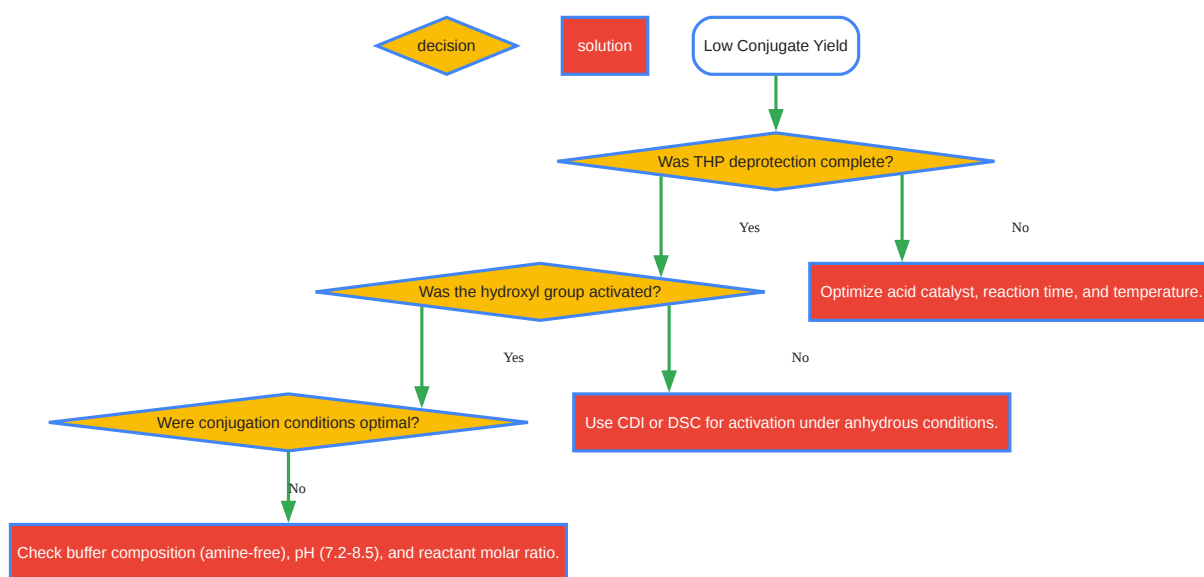 decision
solution
Low Conjugate Yield
Was THP deprotection complete?
Yes
No
Was the hydroxyl group activated?
Optimize acid catalyst, reaction time, and temperature.
Yes
No
Were conjugation conditions optimal?
Use CDI or DSC for activation under anhydrous conditions.
No
Check buffer composition (amine-free), pH (7.2-8.5), and reactant molar ratio.